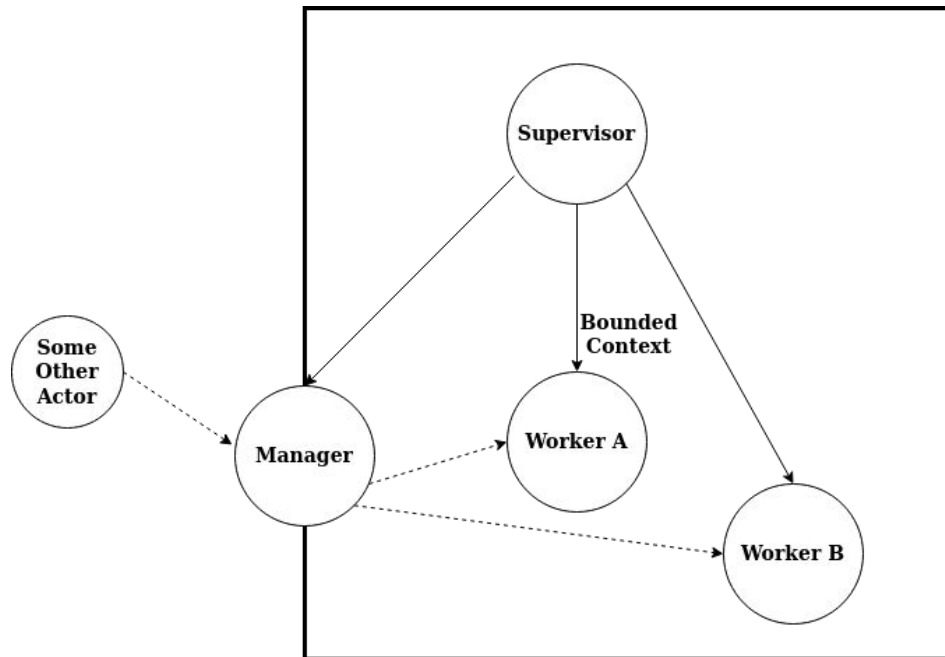 Supervisor
Bounded
Context
Some
Other
Actor
Manager
Worker A
Worker B